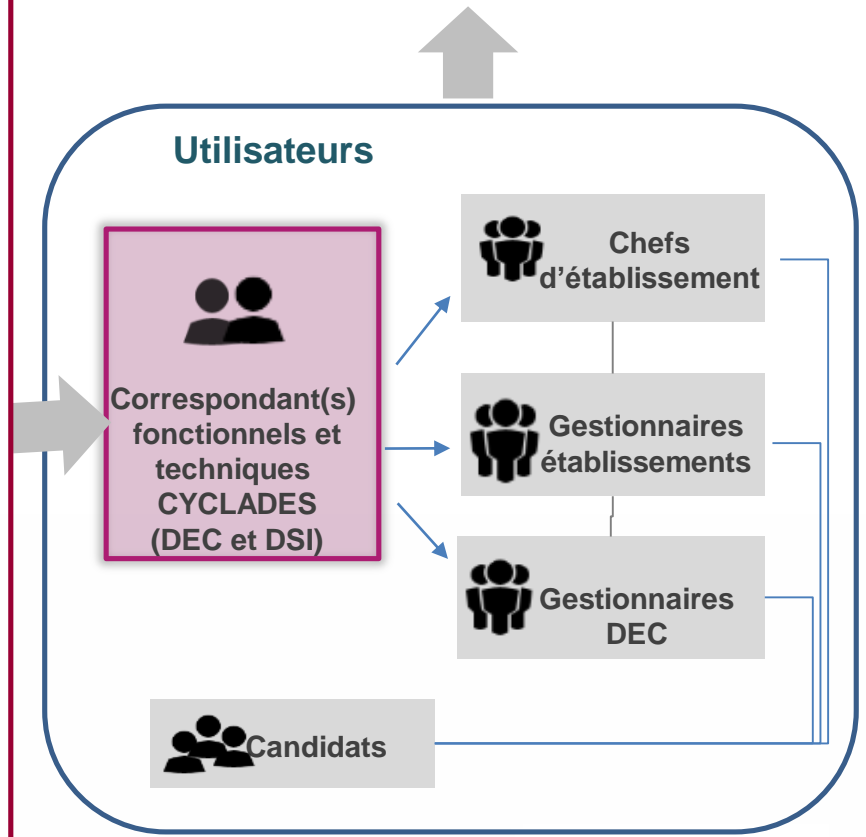 Utilisateurs
Correspondant(s)
fonctionnels et
techniques
CYCLADES
(DEC et DSI)
Chefs
d’établissement
Gestionnaires
établissements
Gestionnaires
DEC
Candidats